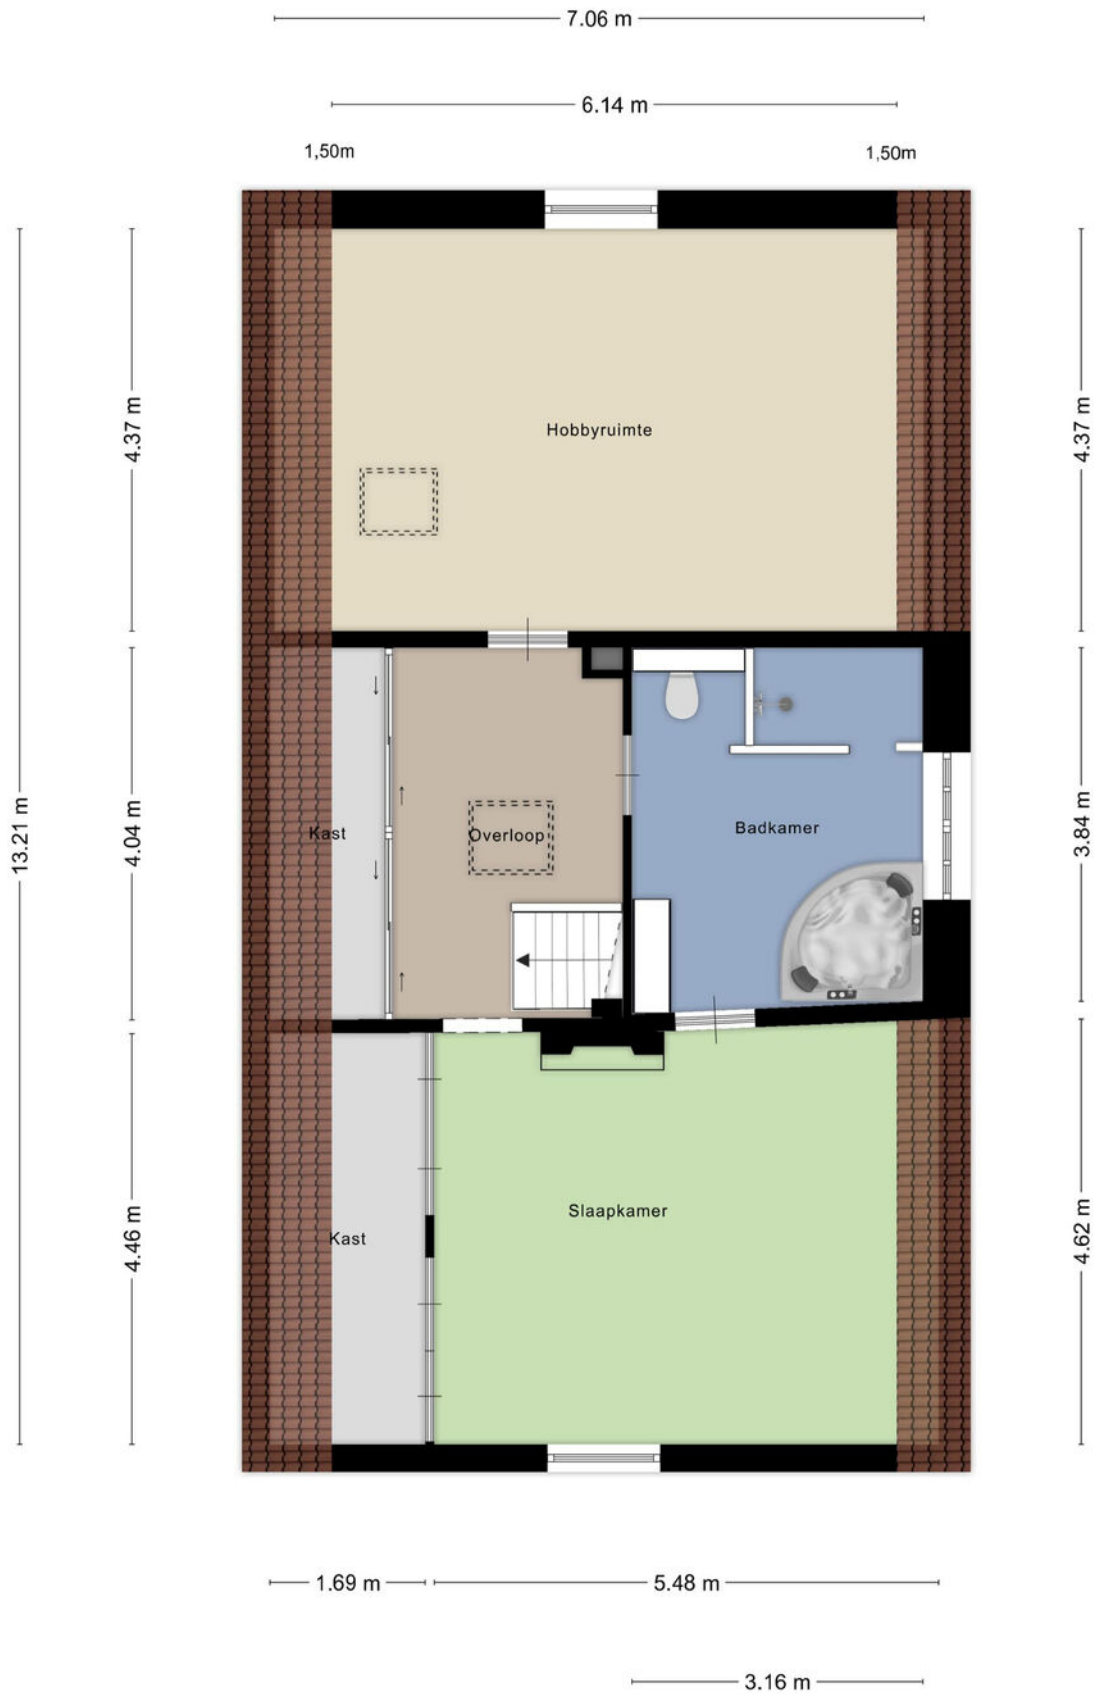 7.06 m
6.14 m
1,50m
1,50m
4.37 m
4.37 m
Hobbyruimte
13.21 m
4.04 m
Kast
Overloop
Badkamer
3.84 m
4.46 m
Kast
Slaapkamer
4.62 m
1.69 m
5.48 m
3.16 m